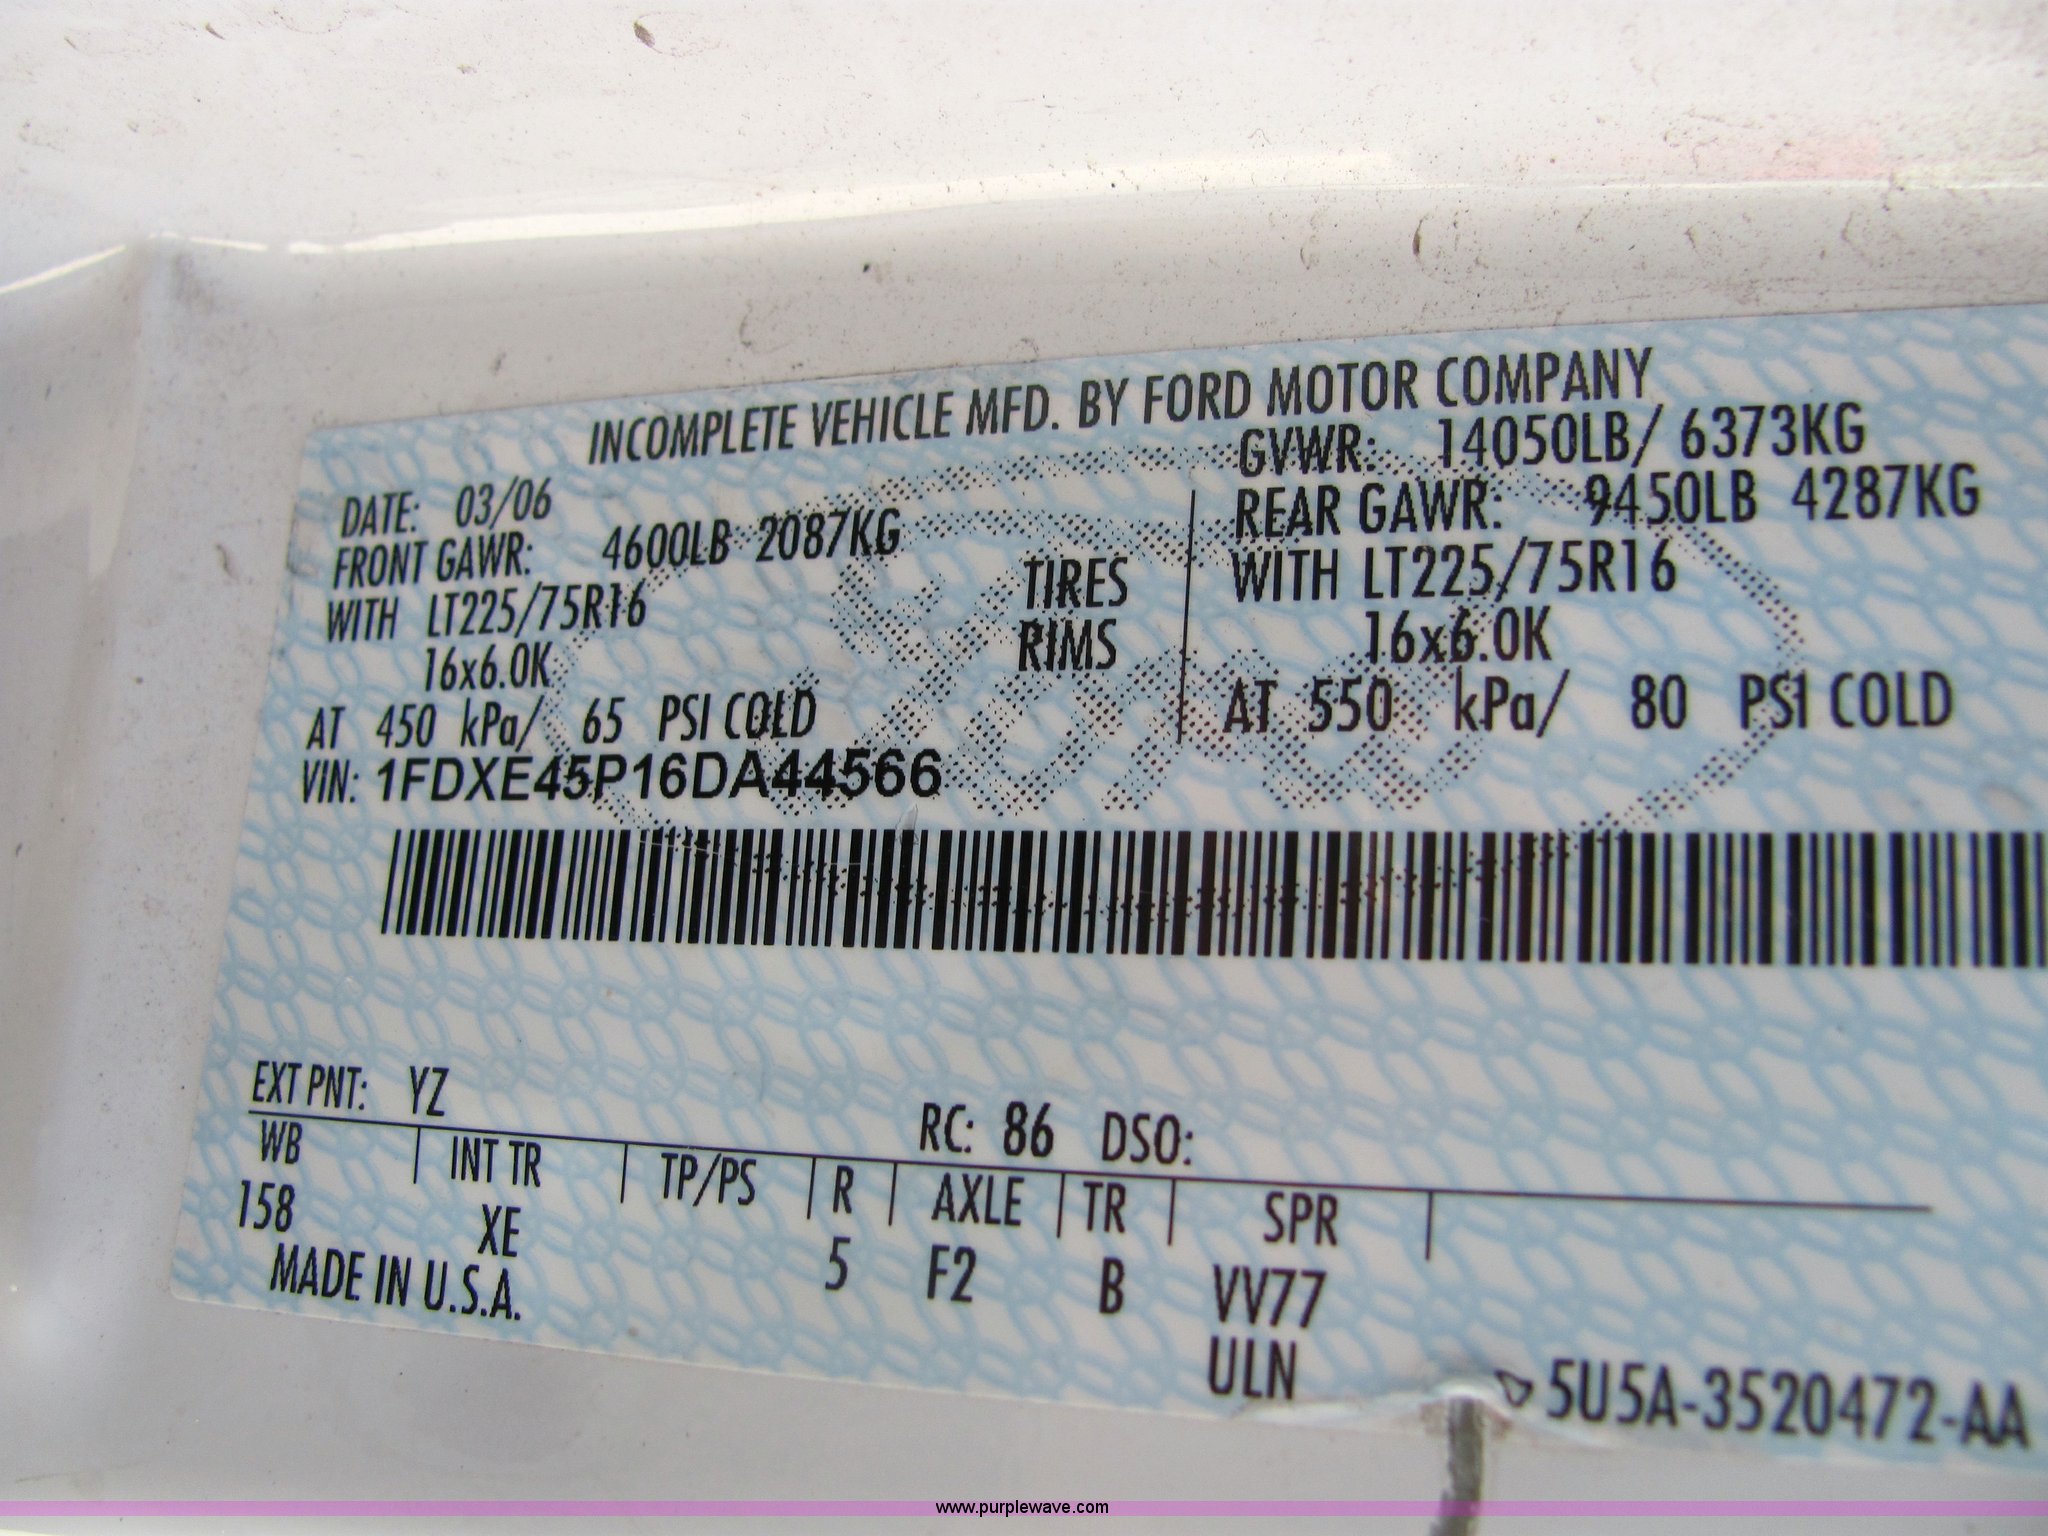 INCOMPLETE VEHICLE MFD. BY FORD MOTOR COMPANY
DATE: 03/06
GVWR: 14050LB/ 6373KG
FRONT GAWR: 4600LB 2087KG
REAR GAWR: 9450LB 4287KG
WITH LT225/75R16
TIRES
WITH LT225/75R16
16x6.0K
RIMS
16x6.0K
AT 450 kPa/ 65 PSI COLD
AT 550 kPa/ 80 PSI COLD
VIN: 1FDXE45P16DA44566
EXT PNT: YZ
RC: 86 DSO:
WB INT TR TP/PS R AXLE TR SPR
158 XE 5 F2 B VV77
MADE IN U.S.A.
ULN
5U5A-3520472-AA
www.purplewave.com